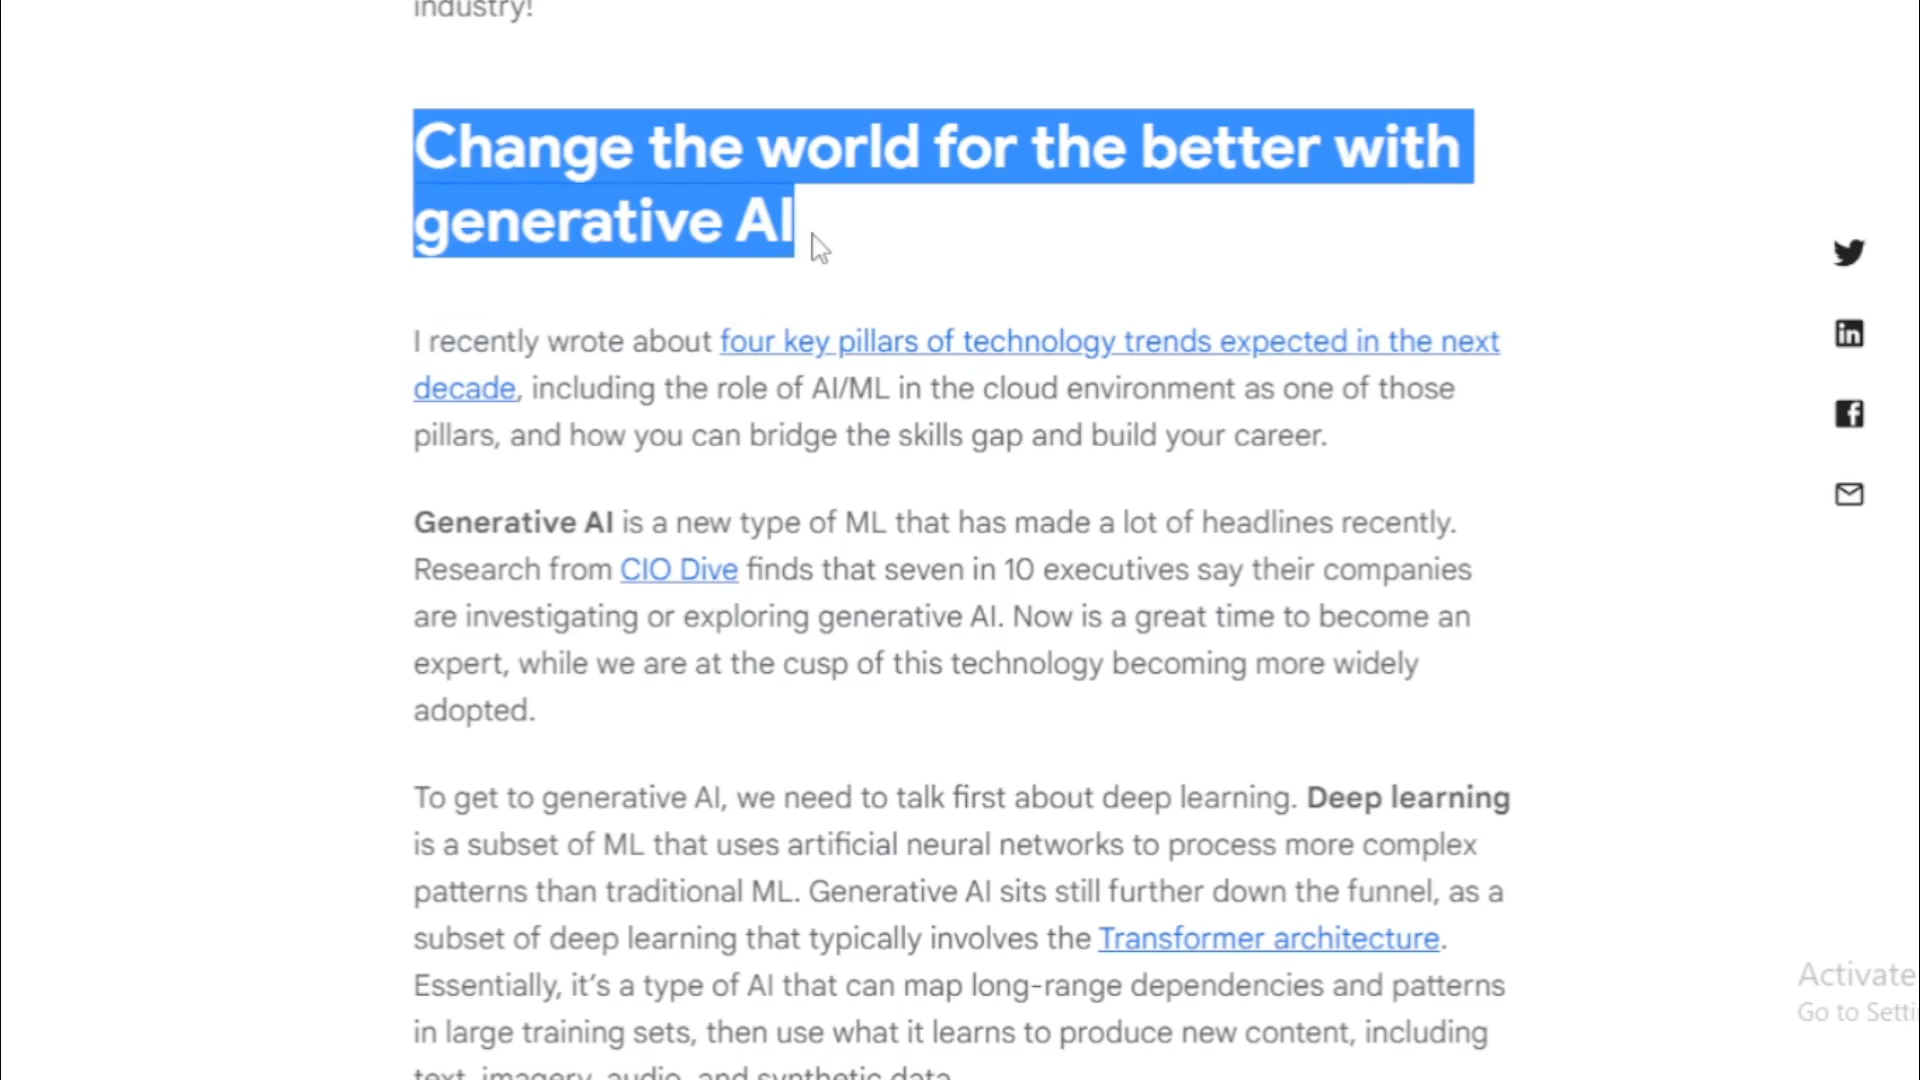 industry!
Change the world for the better with
generative AI
I recently wrote about four key pillars of technology trends expected in the next
decade, including the role of AI/ML in the cloud environment as one of those
pillars, and how you can bridge the skills gap and build your career.
Generative AI is a new type of ML that has made a lot of headlines recently.
Research from CIO Dive finds that seven in 10 executives say their companies
are investigating or exploring generative AI. Now is a great time to become an
expert, while we are at the cusp of this technology becoming more widely
adopted.
To get to generative AI, we need to talk first about deep learning. Deep learning
is a subset of ML that uses artificial neural networks to process more complex
patterns than traditional ML. Generative AI sits still further down the funnel, as a
subset of deep learning that typically involves the Transformer architecture.
Essentially, it’s a type of AI that can map long-range dependencies and patterns
in large training sets, then use what it learns to produce new content, including
text, imagery, audio, and synthetic data.
Activate
Go to Setti